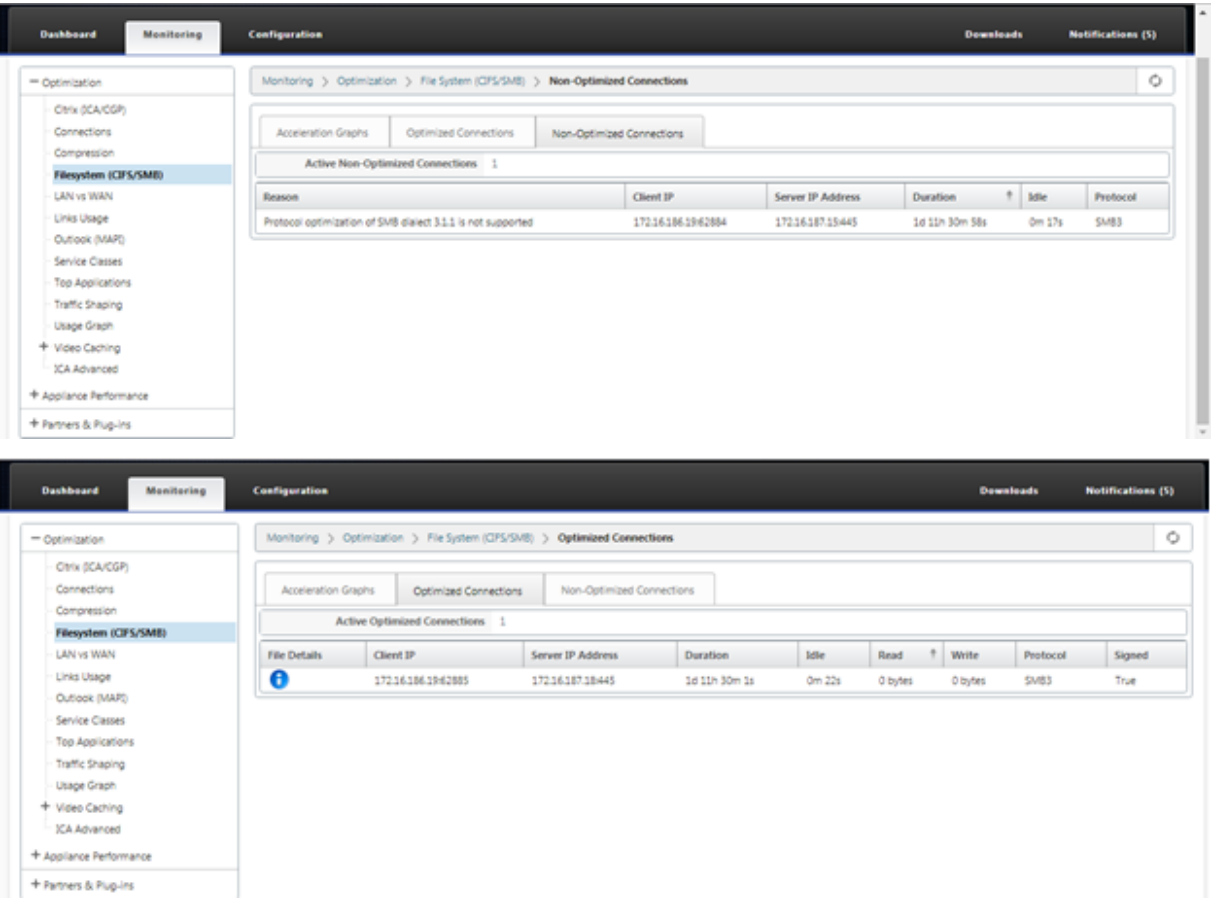 Dashboard Monitoring Configuration Downloads Notifications (5)
Optimization
Monitoring > Optimization > File System (CIFS/SMB) > Non-Optimized Connections
Citrix (ICA/CGP)
Connections
Compression
Filesystem (CIFS/SMB)
LAN vs WAN
Links Usage
Outlook (MAPI)
Service Classes
Top Applications
Traffic Shaping
Usage Graph
Video Caching
ICA Advanced
Appliance Performance
Partners & Plug-ins
Acceleration Graphs Optimized Connections Non-Optimized Connections
Active Non-Optimized Connections 1
Reason Client IP Server IP Address Duration Idle Protocol
Protocol optimization of SMB dialect 3.1.1 is not supported 172.16.186.19:62884 172.16.187.15:445 1d 11h 30m 58s 0m 17s SMB3
Dashboard Monitoring Configuration Downloads Notifications (5)
Optimization
Monitoring > Optimization > File System (CIFS/SMB) > Optimized Connections
Citrix (ICA/CGP)
Connections
Compression
Filesystem (CIFS/SMB)
LAN vs WAN
Links Usage
Outlook (MAPI)
Service Classes
Top Applications
Traffic Shaping
Usage Graph
Video Caching
ICA Advanced
Appliance Performance
Partners & Plug-ins
Acceleration Graphs Optimized Connections Non-Optimized Connections
Active Optimized Connections 1
File Details Client IP Server IP Address Duration Idle Read Write Protocol Signed
172.16.186.19:62885 172.16.187.18:445 1d 11h 30m 1s 0m 22s 0 bytes 0 bytes SMB3 True